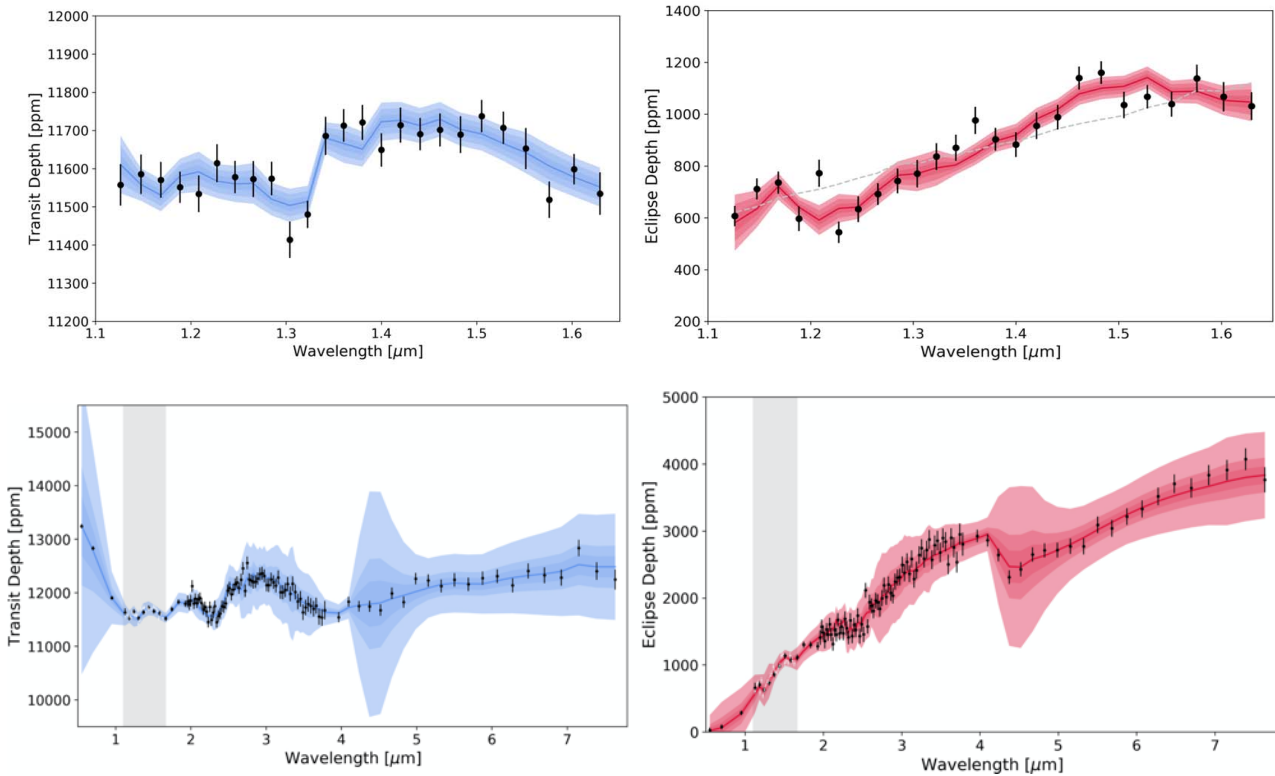 12000
11900
11800
11700
11600
11500
11400
11300
11200
Transit Depth [ppm]
1.1 1.2 1.3 1.4 1.5 1.6
Wavelength [μm]
1400
1200
1000
800
600
400
200
Eclipse Depth [ppm]
1.1 1.2 1.3 1.4 1.5 1.6
Wavelength [μm]
15000
14000
13000
12000
11000
10000
Transit Depth [ppm]
1 2 3 4 5 6 7
Wavelength [μm]
5000
4000
3000
2000
1000
0
Eclipse Depth [ppm]
1 2 3 4 5 6 7
Wavelength [μm]